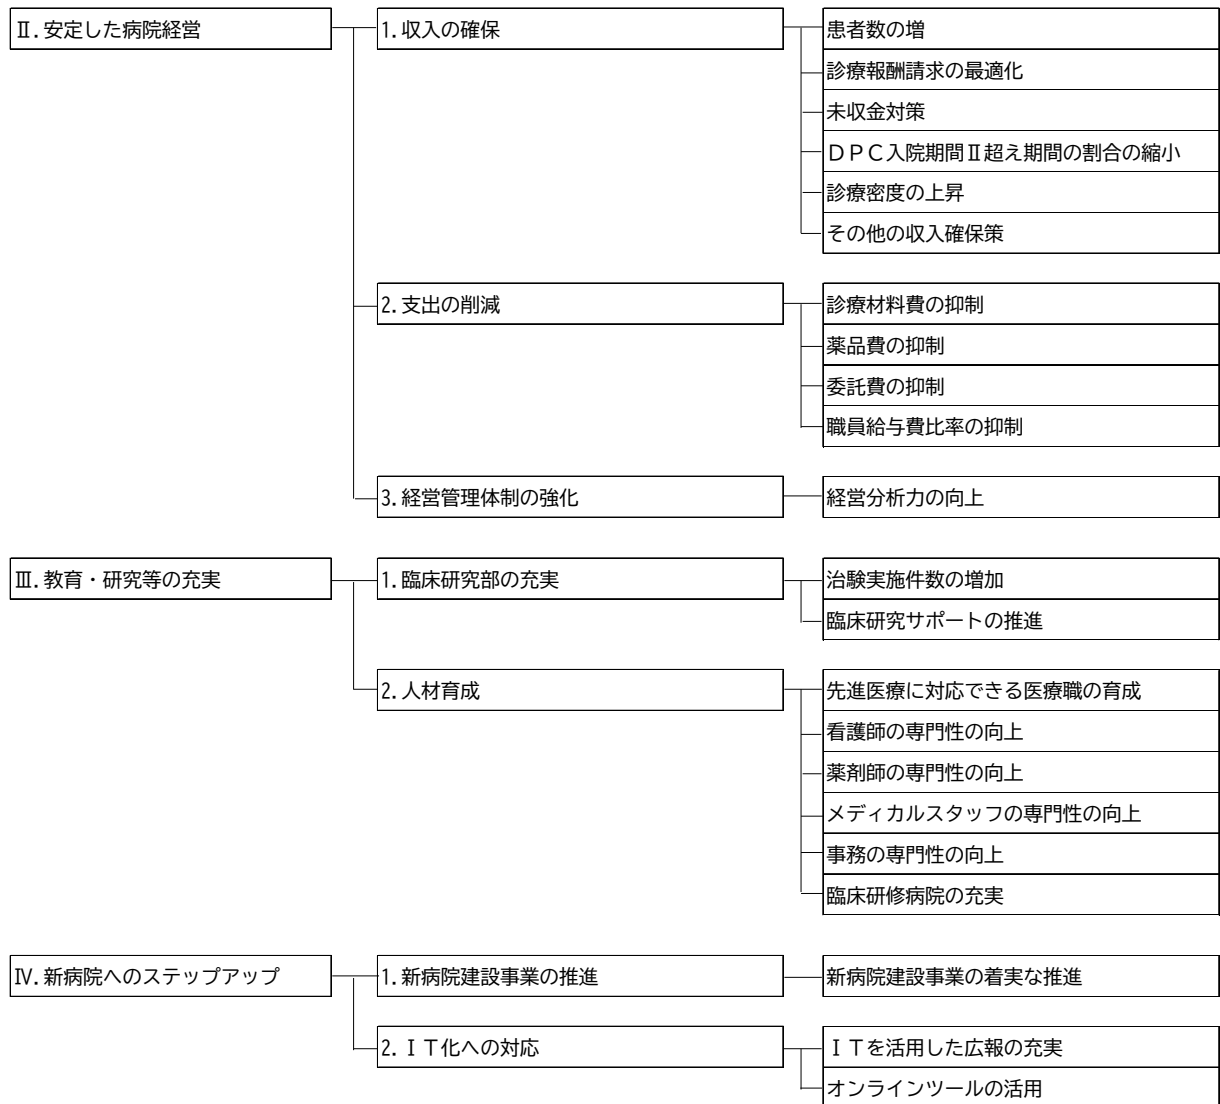 Ⅱ.安定した病院経営
1.収入の確保
患者数の増
診療報酬請求の最適化
未収金対策
ＤＰＣ入院期間Ⅱ超え期間の割合の縮小
診療密度の上昇
その他の収入確保策
2.支出の削減
診療材料費の抑制
薬品費の抑制
委託費の抑制
職員給与費比率の抑制
3.経営管理体制の強化
経営分析力の向上
Ⅲ.教育・研究等の充実
1.臨床研究部の充実
治験実施件数の増加
臨床研究サポートの推進
2.人材育成
先進医療に対応できる医療職の育成
看護師の専門性の向上
薬剤師の専門性の向上
メディカルスタッフの専門性の向上
事務の専門性の向上
臨床研修病院の充実
Ⅳ.新病院へのステップアップ
1.新病院建設事業の推進
新病院建設事業の着実な推進
2.ＩＴ化への対応
ＩＴを活用した広報の充実
オンラインツールの活用